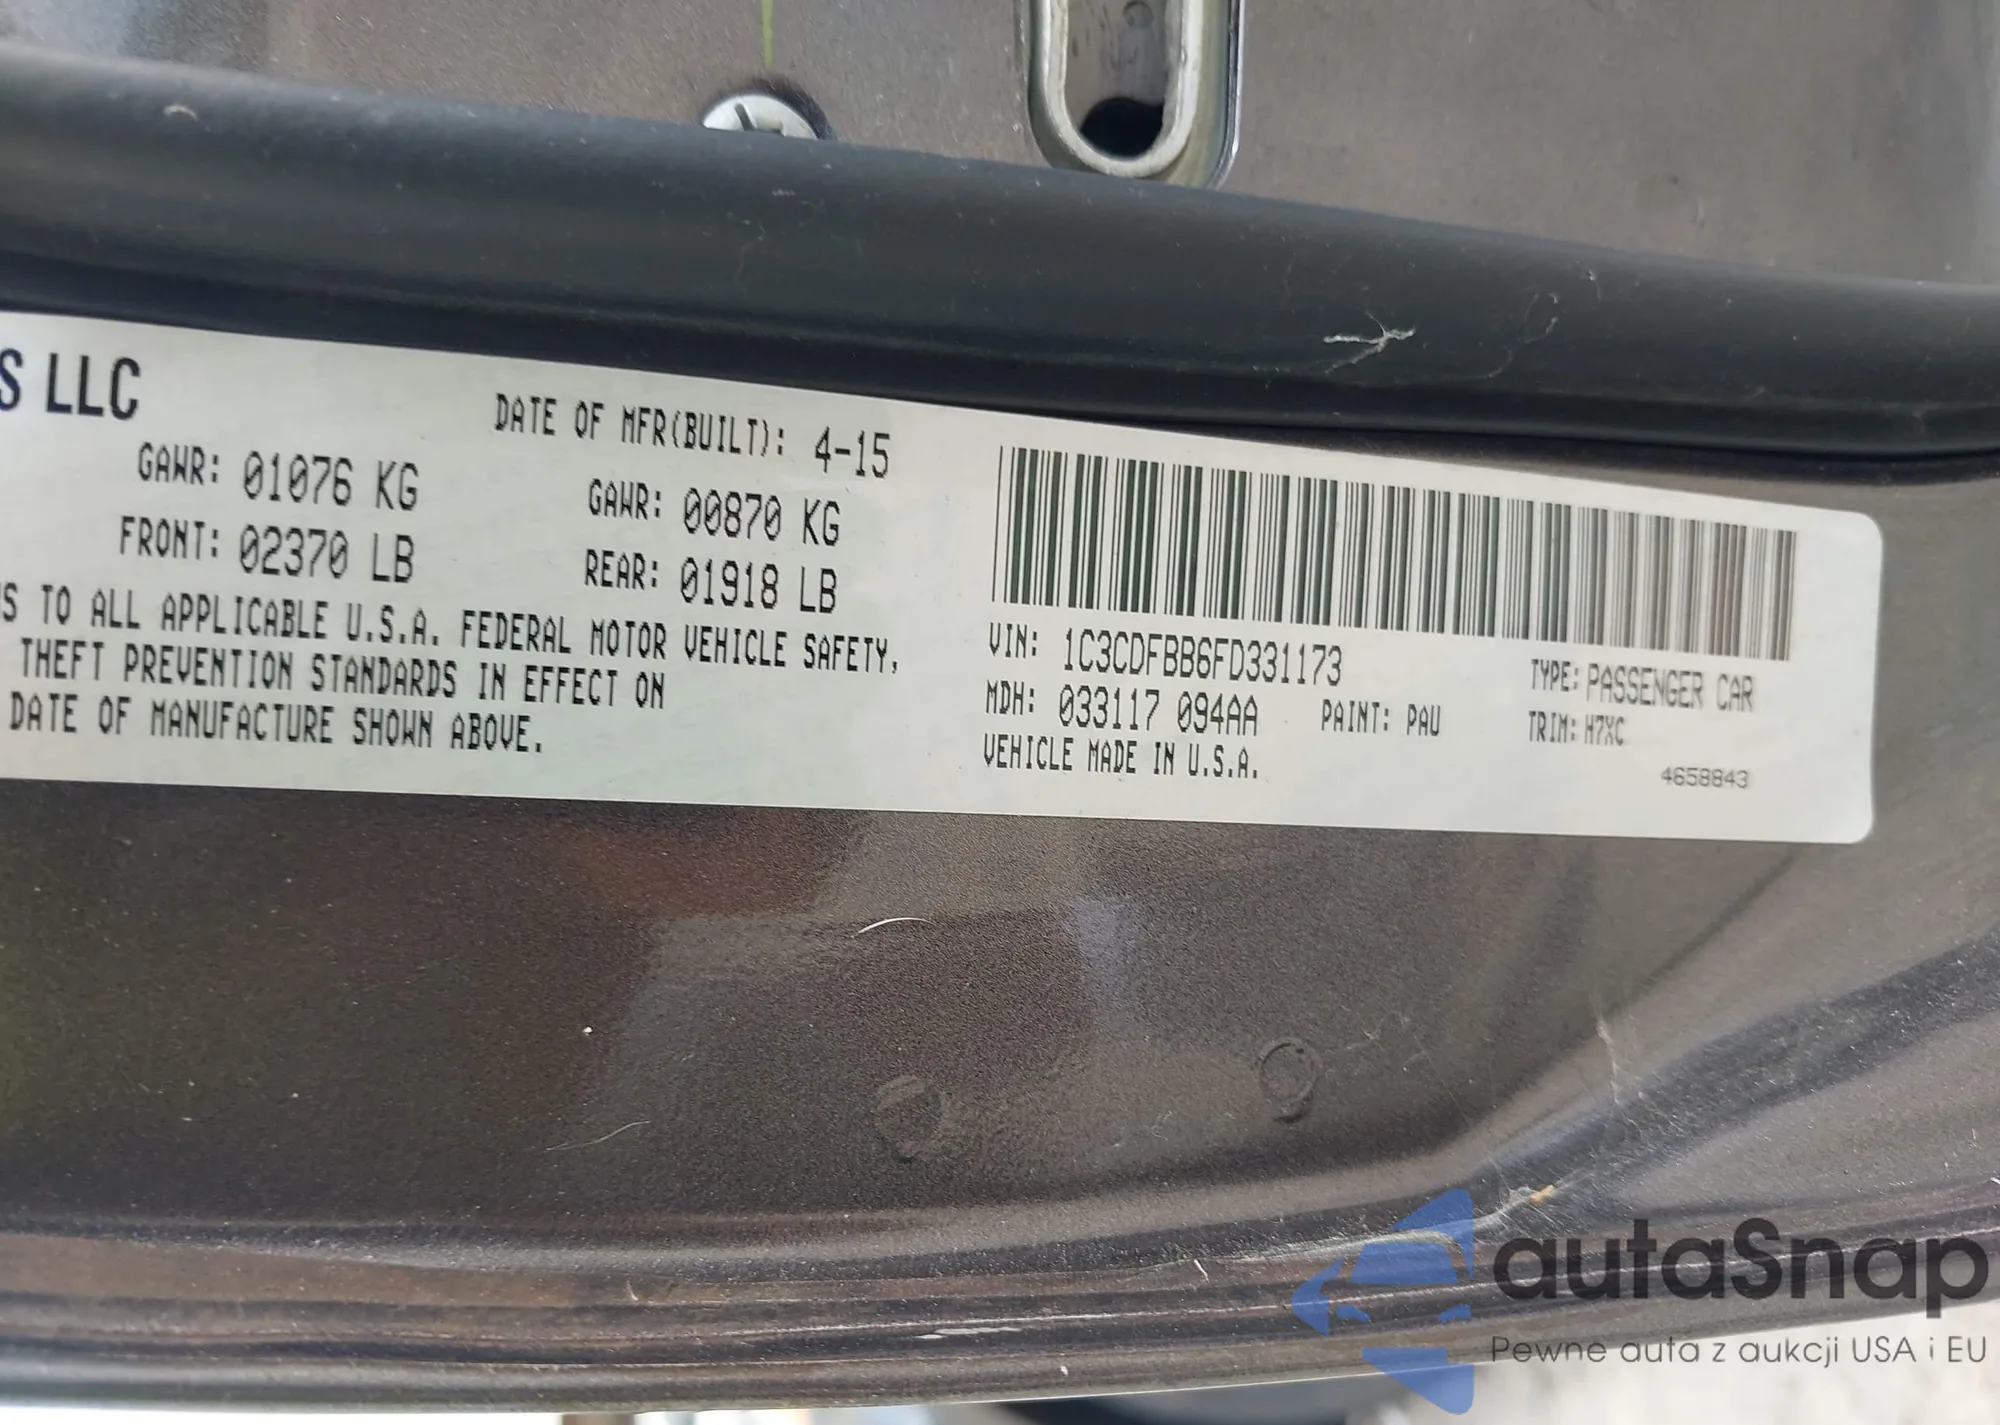 S LLC
DATE OF MFR(BUILT): 4-15
GAWR: 01076 KG
GAWR: 00870 KG
FRONT: 02370 LB
REAR: 01918 LB
S TO ALL APPLICABLE U.S.A. FEDERAL MOTOR VEHICLE SAFETY,
THEFT PREVENTION STANDARDS IN EFFECT ON
DATE OF MANUFACTURE SHOWN ABOVE.
VIN: 1C3CDFBB6FD331173
TYPE: PASSENGER CAR
MDH: 033117 094AA
PAINT: PAU
TRIM: H7XC
VEHICLE MADE IN U.S.A.
4658843
autaSnap
Pewne auta z aukcji USA i EU